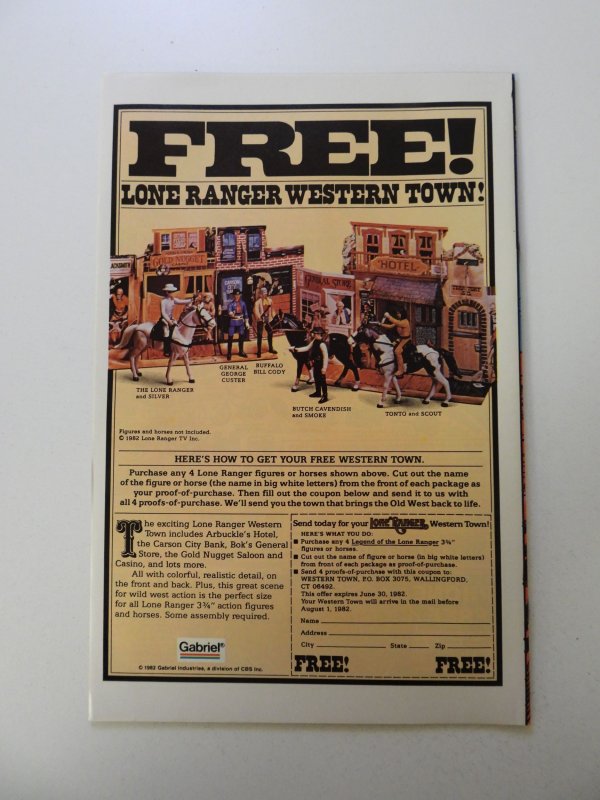 FREE!
LONE RANGER WESTERN TOWN!
GOLD NUGGET
CARSON CITY
GENERAL STORE
HOTEL
THE LONE RANGER
and SILVER
GENERAL
GEORGE
CUSTER
BUFFALO
BILL CODY
BUTCH CAVENDISH
and SMOKE
TONTO and SCOUT
Figures and horses not included.
© 1982 Lone Ranger TV Inc.
HERE'S HOW TO GET YOUR FREE WESTERN TOWN.
Purchase any 4 Lone Ranger figures or horses shown above. Cut out the name
of the figure or horse (the name in big white letters) from the front of each package as
your proof-of-purchase. Then fill out the coupon below and send it to us with
all 4 proofs-of-purchase. We'll send you the town that brings the Old West back to life.
The exciting Lone Ranger Western
Town includes Arbuckle's Hotel,
the Carson City Bank, Bok's General
Store, the Gold Nugget Saloon and
Casino, and lots more.
All with colorful, realistic detail, on
the front and back. Plus, this great scene
for wild west action is the perfect size
for all Lone Ranger 3¾" action figures
and horses. Some assembly required.
Gabriel®
© 1982 Gabriel Industries, a division of CBS Inc.
Send today for your LONE RANGER Western Town!
HERE'S WHAT YOU DO:
■ Purchase any 4 Legend of the Lone Ranger 3¾"
figures or horses.
■ Cut out name of figure or horse (in big white letters)
from front of each package as proof-of-purchase.
■ Send 4 proofs-of-purchase with this coupon to:
WESTERN TOWN, P.O. BOX 3075, WALLINGFORD,
CT 06492.
This offer expires June 30, 1982.
Your Western Town will arrive in the mail before
August 1, 1982.
Name
Address
City State Zip
FREE! FREE!